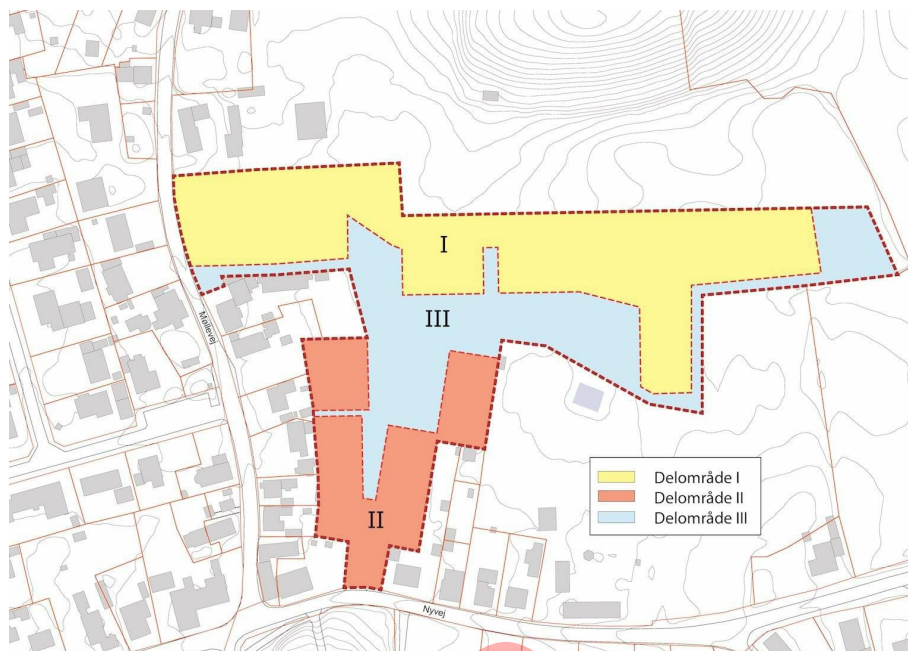 I
III
Møllevej
II
Delområde I
Delområde II
Delområde III
Nyvej